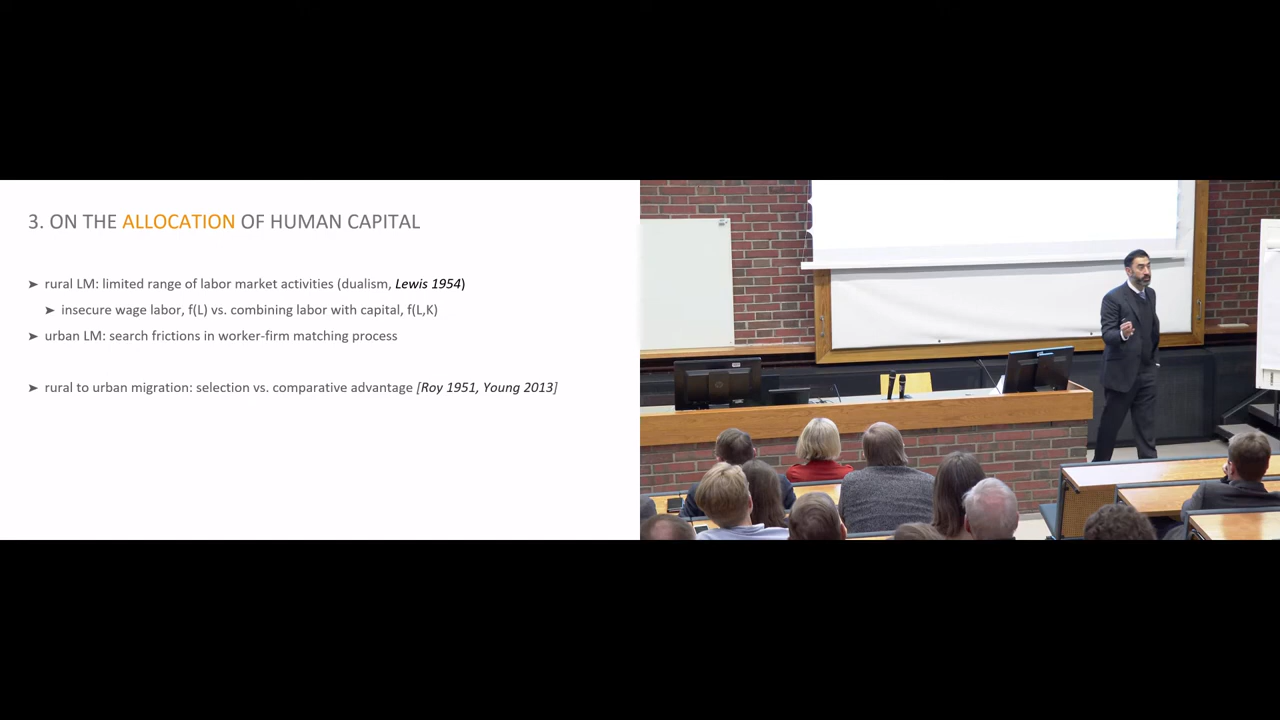 3. ON THE ALLOCATION OF HUMAN CAPITAL
➤ rural LM: limited range of labor market activities (dualism, Lewis 1954)
➤ insecure wage labor, f(L) vs. combining labor with capital, f(L,K)
➤ urban LM: search frictions in worker-firm matching process
➤ rural to urban migration: selection vs. comparative advantage [Roy 1951, Young 2013]